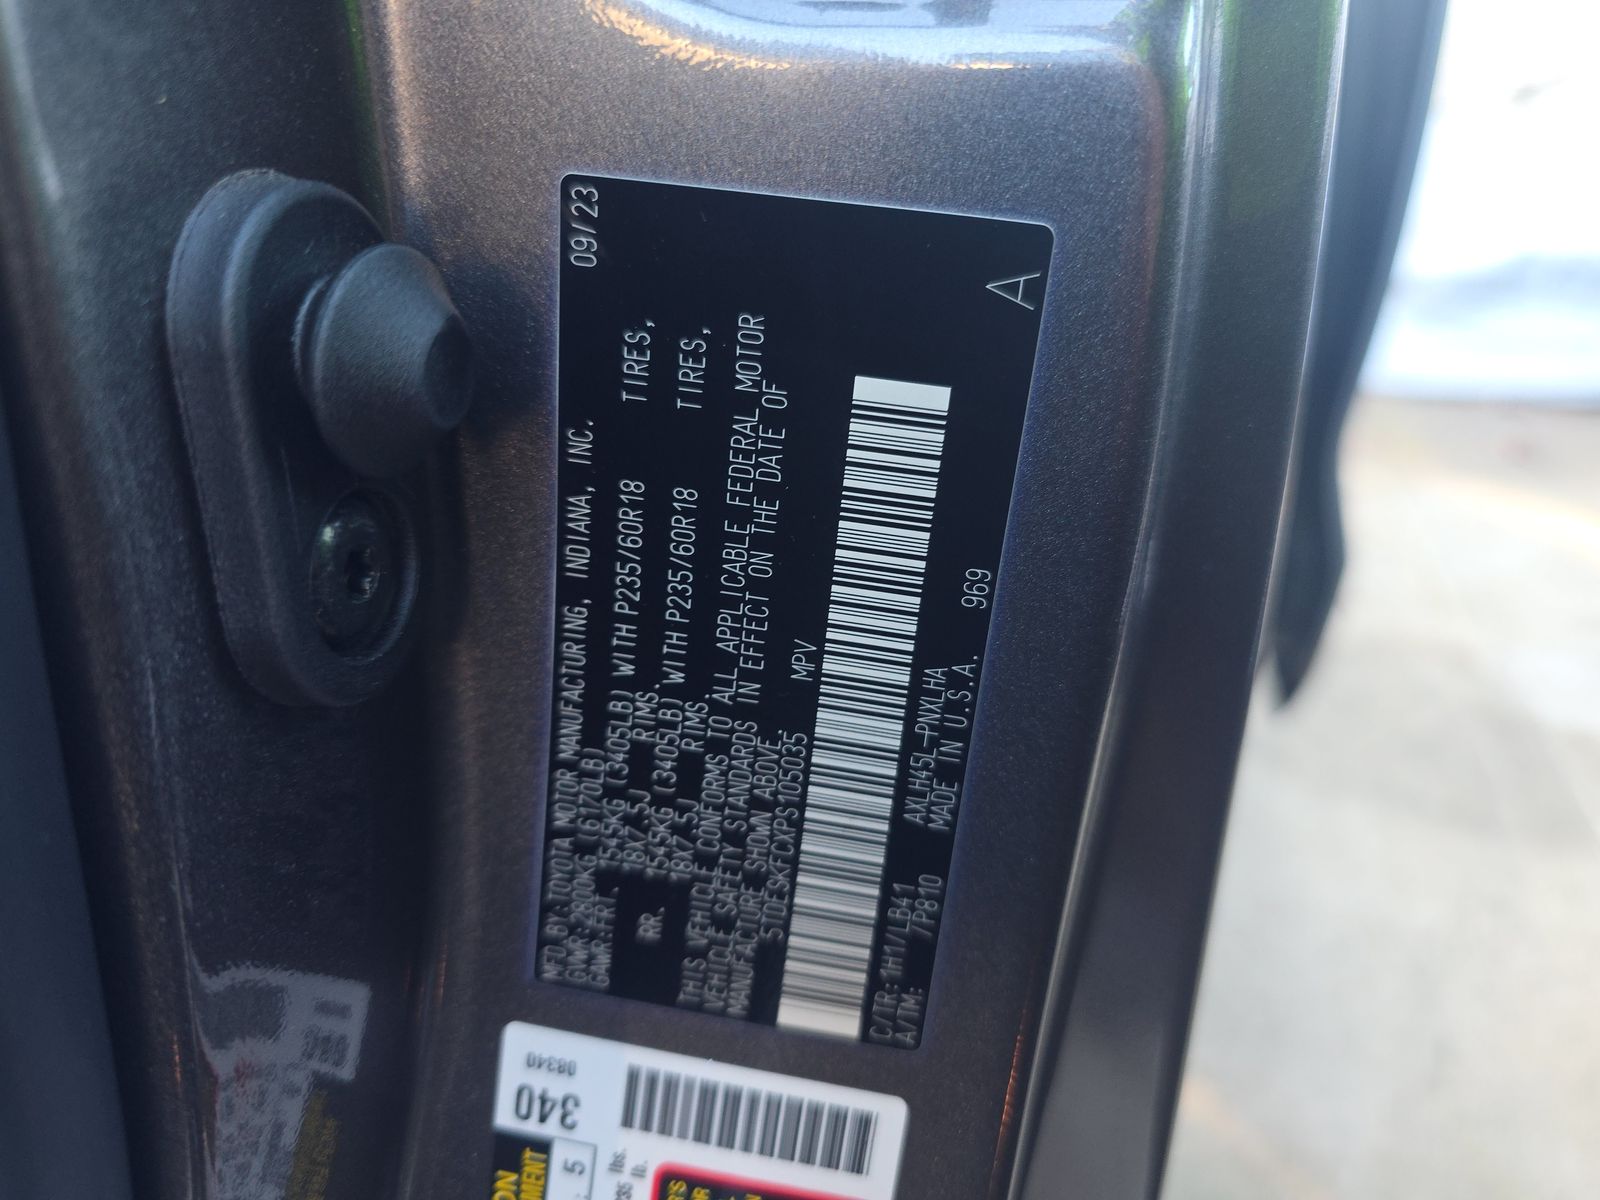 MFD. BY TOYOTA MOTOR MANUFACTURING, INDIANA, INC. 09/23
GVWR:2800KG (6170LB)
GAWR:FRT. 1545KG (3405LB) WITH P235/60R18 TIRES,
18X7.5J RIMS.
RR. 1545KG (3405LB) WITH P235/60R18 TIRES,
18X7.5J RIMS.
THIS VEHICLE CONFORMS TO ALL APPLICABLE FEDERAL MOTOR
VEHICLE SAFETY STANDARDS IN EFFECT ON THE DATE OF
MANUFACTURE SHOWN ABOVE.
5TDESKFCXPS105035 MPV
C/TR:1H1/LB41 AXLH45L-PNXLHA
A/TM: 7P810 MADE IN U.S.A. 969
A
08340
340
5
lbs.
lb.